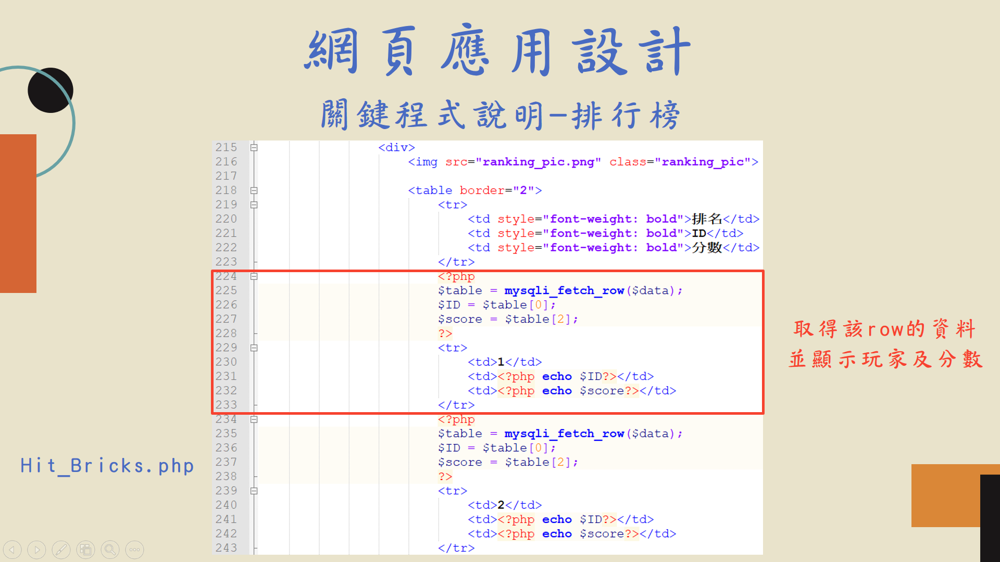 網頁應用設計
關鍵程式說明-排行榜
215 <div>
216 <img src="ranking_pic.png" class="ranking_pic">
217
218 <table border="2">
219 <tr>
220 <td style="font-weight: bold">排名</td>
221 <td style="font-weight: bold">ID</td>
222 <td style="font-weight: bold">分數</td>
223 </tr>
224 <?php
225 $table = mysqli_fetch_row($data);
226 $ID = $table[0];
227 $score = $table[2];
228 ?>
229 <tr>
230 <td>1</td>
231 <td><?php echo $ID?></td>
232 <td><?php echo $score?></td>
233 </tr>
234 <?php
235 $table = mysqli_fetch_row($data);
236 $ID = $table[0];
237 $score = $table[2];
238 ?>
239 <tr>
240 <td>2</td>
241 <td><?php echo $ID?></td>
242 <td><?php echo $score?></td>
243 </tr>
取得該row的資料
並顯示玩家及分數
Hit_Bricks.php